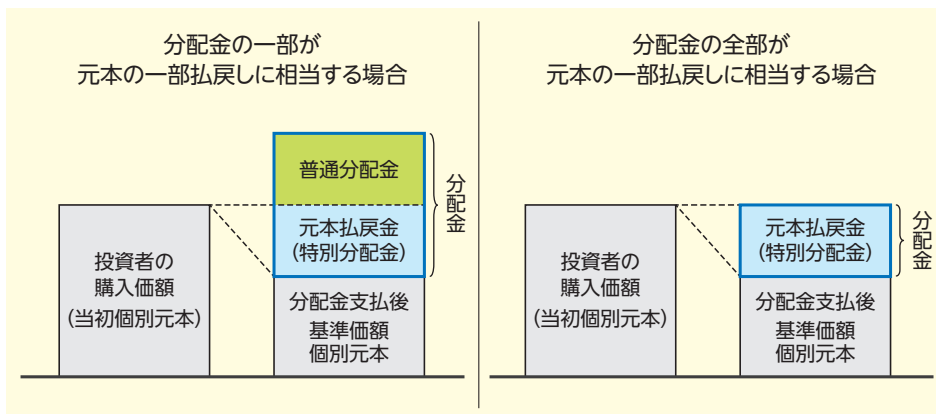 分配金の一部が
元本の一部払戻しに相当する場合
普通分配金
元本払戻金
(特別分配金)
分配金
投資者の
購入価額
(当初個別元本)
分配金支払後
基準価額
個別元本
分配金の全部が
元本の一部払戻しに相当する場合
元本払戻金
(特別分配金)
分配金
投資者の
購入価額
(当初個別元本)
分配金支払後
基準価額
個別元本